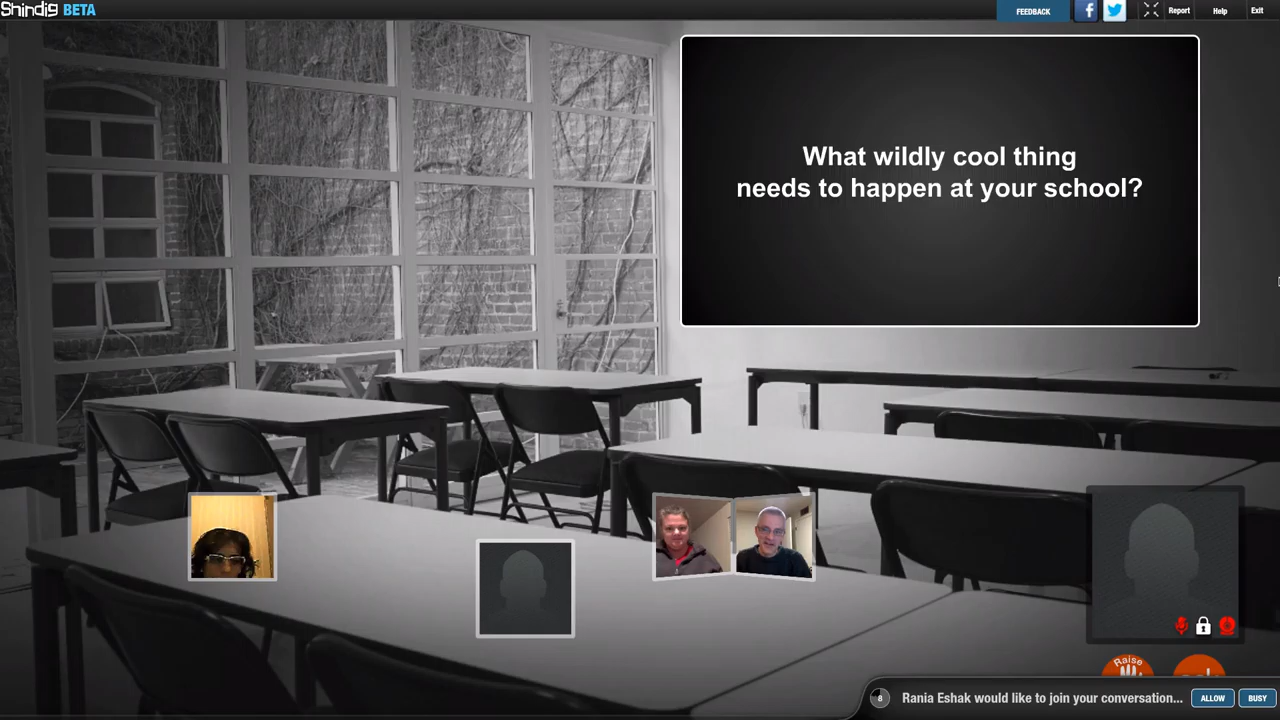 Shindig BETA
FEEDBACK
Report
Help
Exit
What wildly cool thing
needs to happen at your school?
Raise
8
Rania Eshak would like to join your conversation...
ALLOW
BUSY